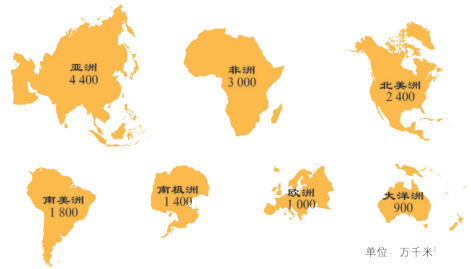 亚洲
4 400
非洲
3 000
北美洲
2 400
南美洲
1 800
南极洲
1 400
欧洲
1 000
大洋洲
900
单位：万千米²